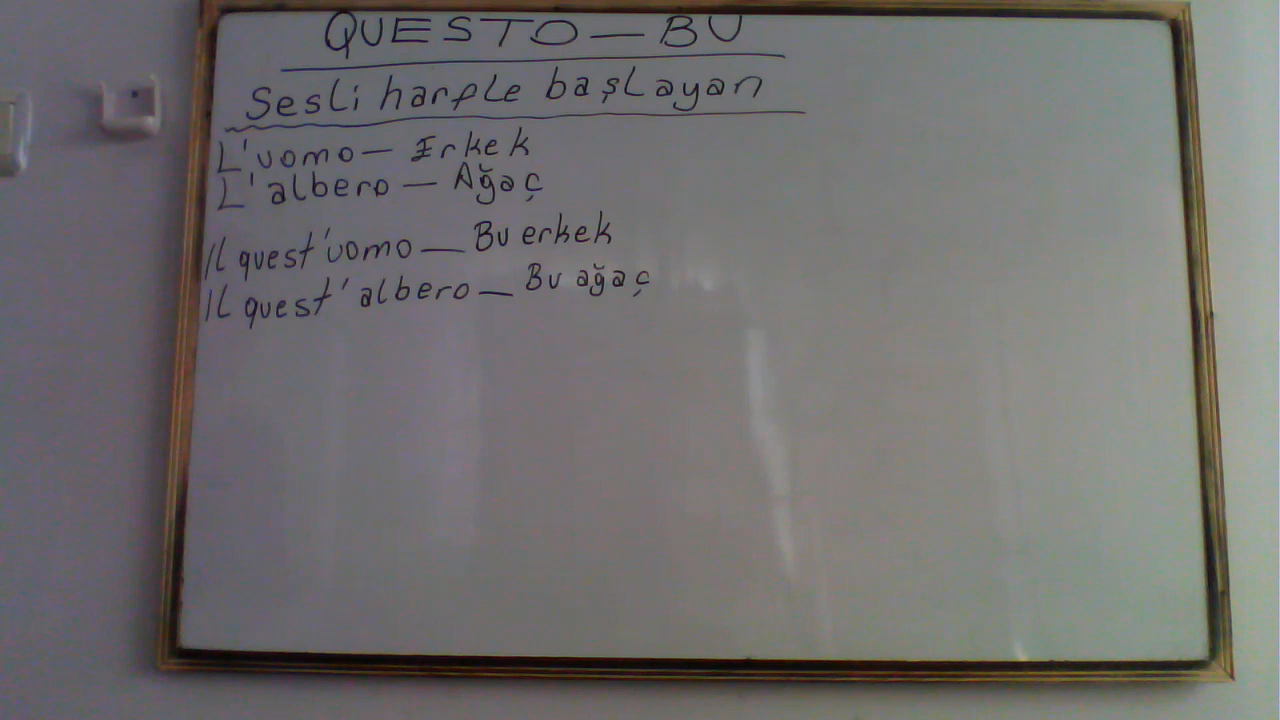 QUESTO — BU
Sesli harfle başlayan
L'uomo — Erkek
L'albero — Ağaç
Il quest'uomo — Bu erkek
Il quest'albero — Bu ağaç